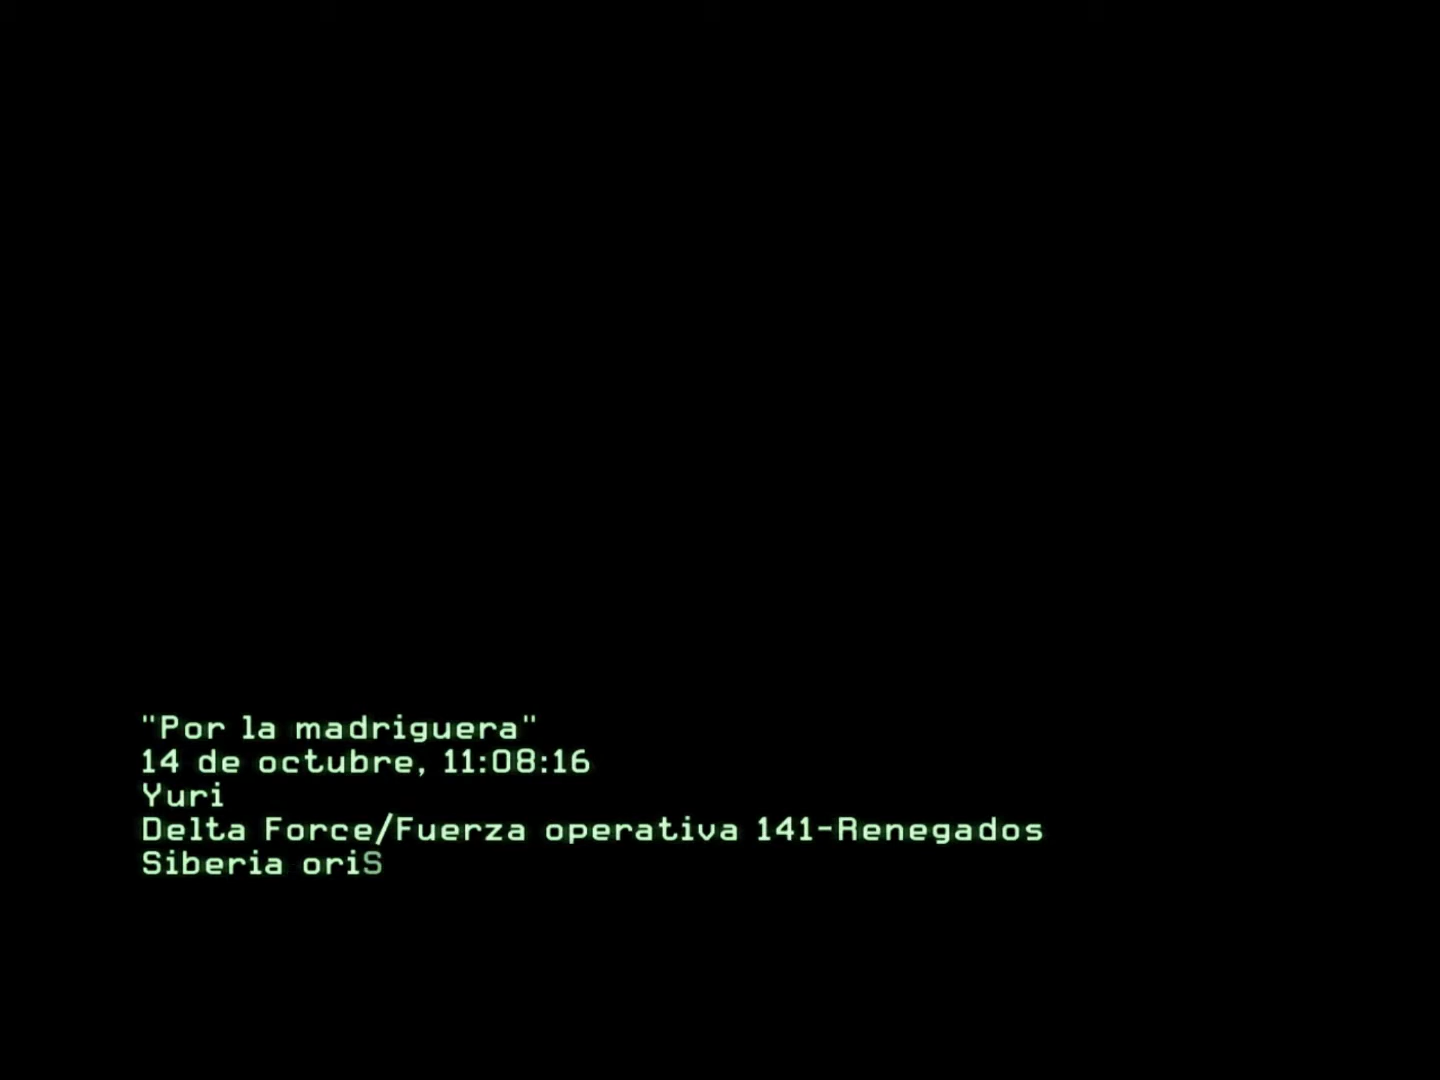 "Por la madriguera"
14 de octubre, 11:08:16
Yuri
Delta Force/Fuerza operativa 141-Renegados
Siberia oriS